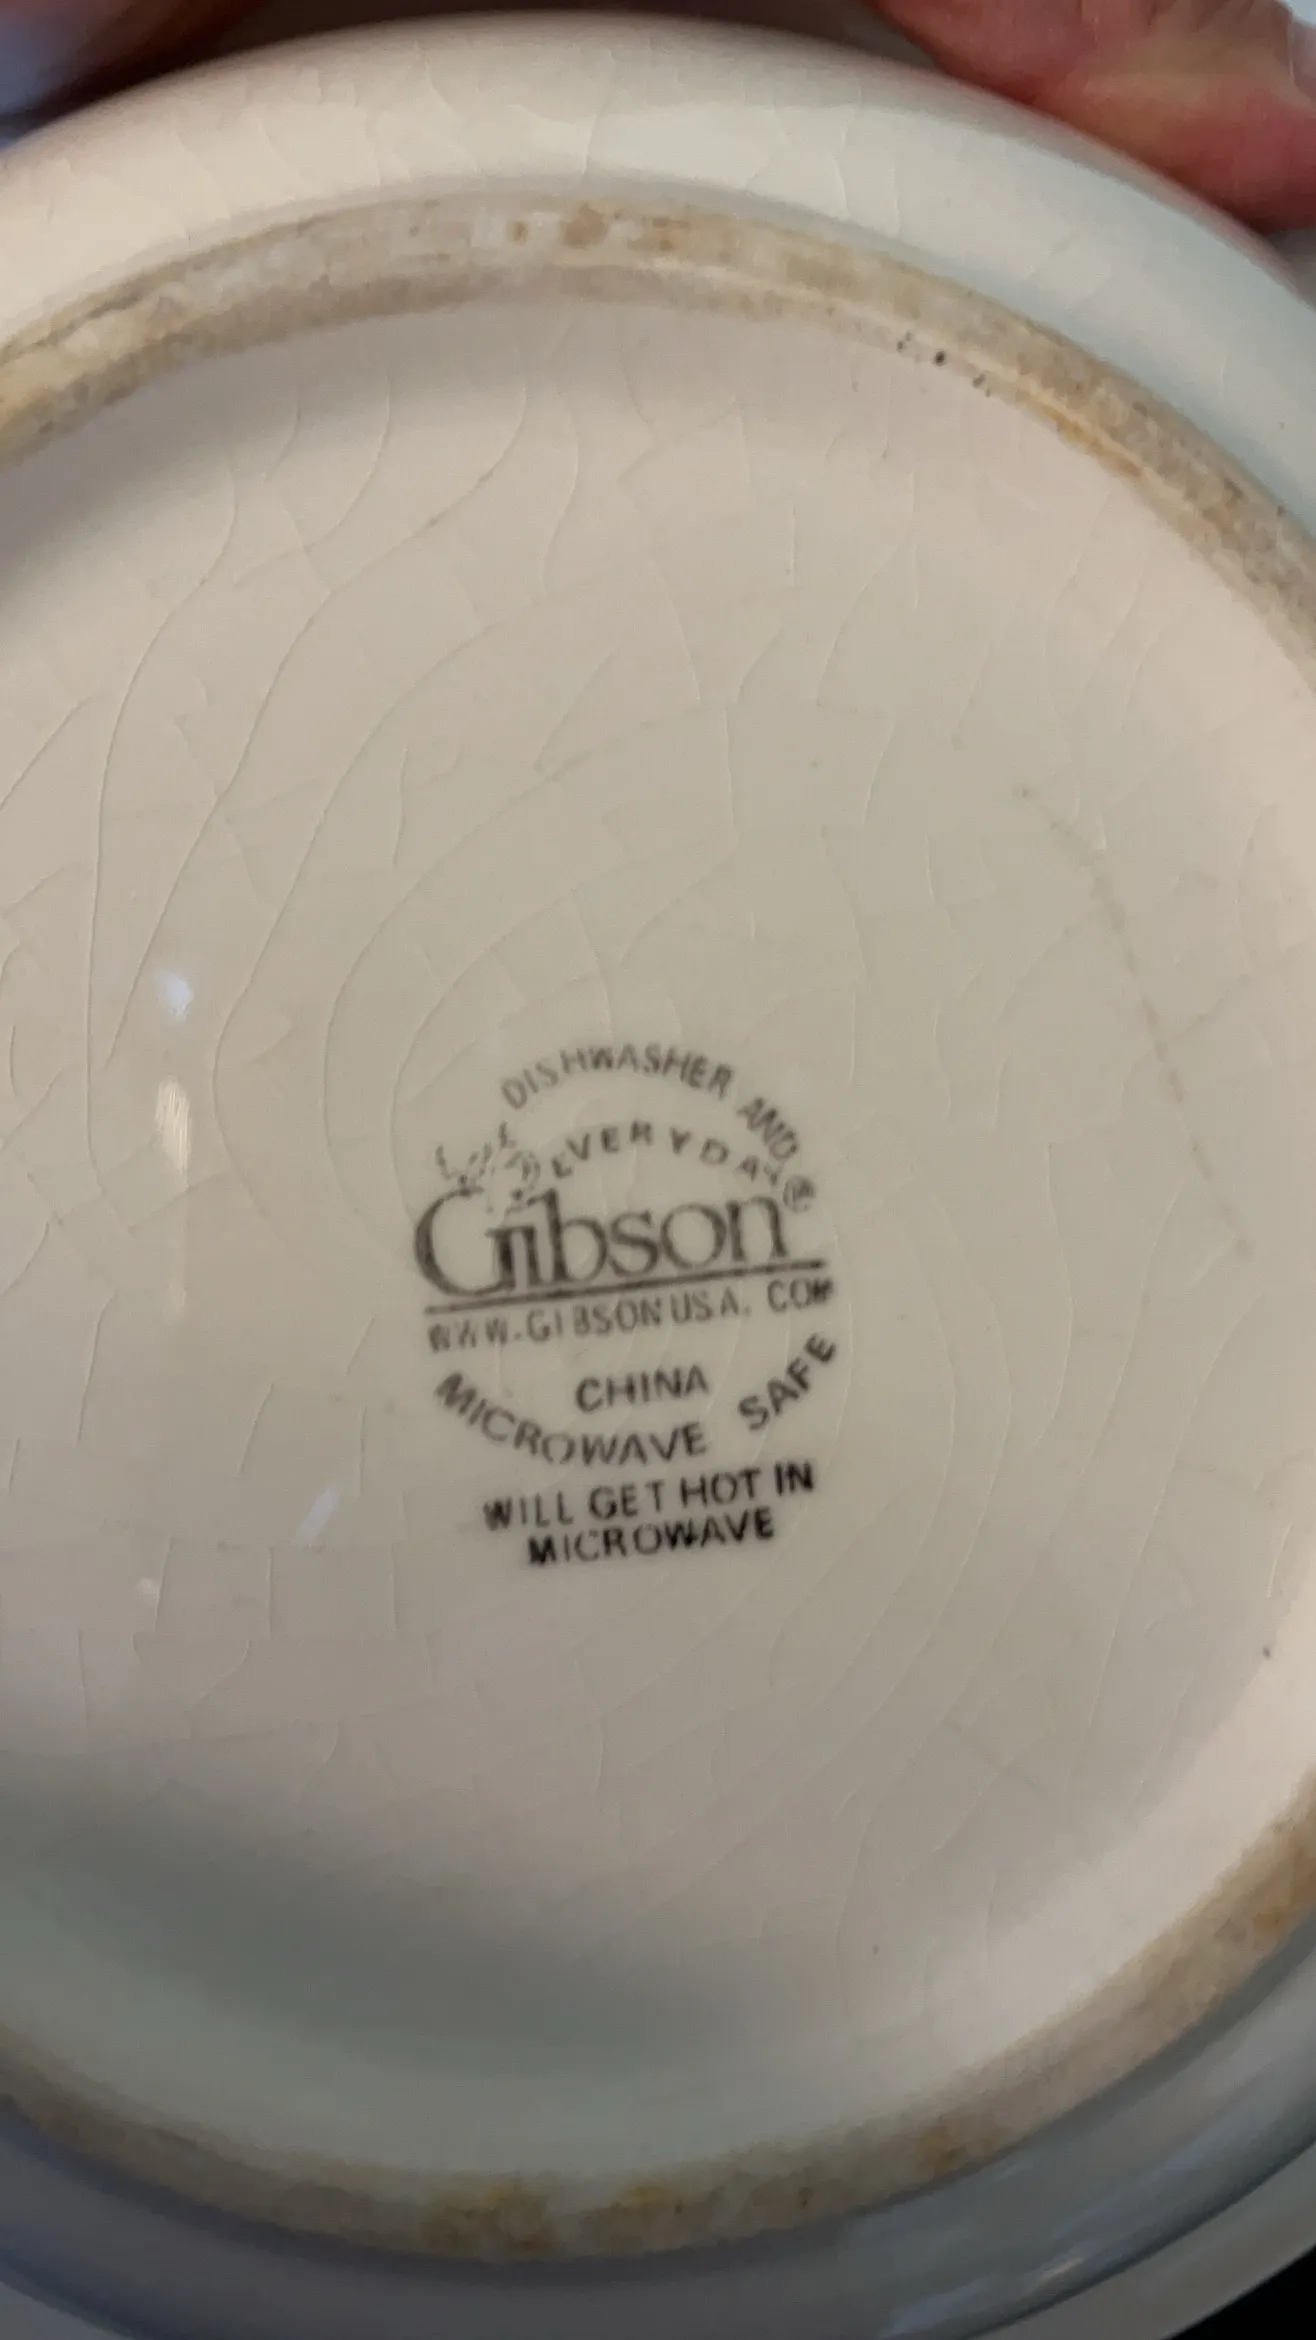 DISHWASHER AND
EVERYDAY
Gibson®
WWW.GIBSONUSA.COM
CHINA
MICROWAVE SAFE
WILL GET HOT IN
MICROWAVE